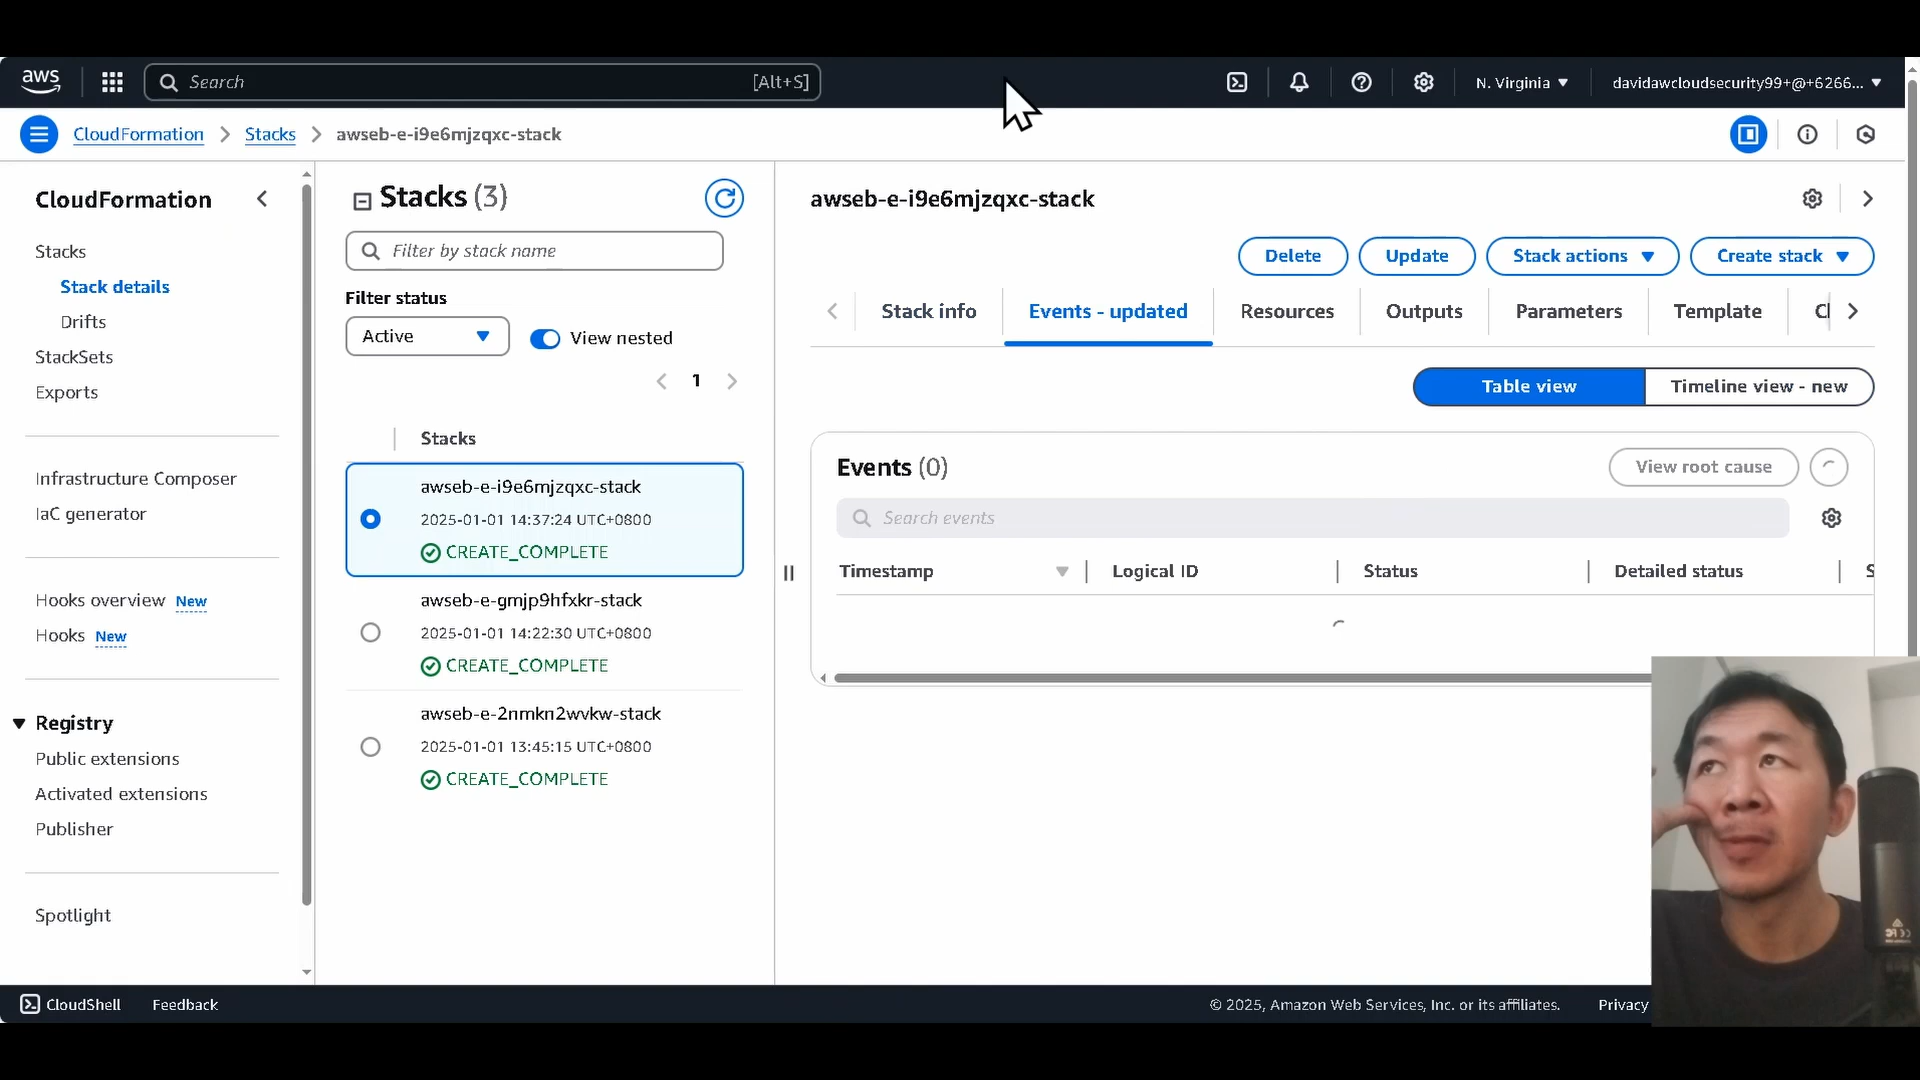 aws
Search
[Alt+S]
N. Virginia
davidawcloudsecurity99+@+6266...
CloudFormation
Stacks
awseb-e-i9e6mjzqxc-stack
CloudFormation
Stacks
Stack details
Drifts
StackSets
Exports
Infrastructure Composer
IaC generator
Hooks overview New
Hooks New
Registry
Public extensions
Activated extensions
Publisher
Spotlight
Stacks (3)
Filter by stack name
Filter status
Active
View nested
1
Stacks
awseb-e-i9e6mjzqxc-stack
2025-01-01 14:37:24 UTC+0800
CREATE_COMPLETE
awseb-e-gmjp9hfxkr-stack
2025-01-01 14:22:30 UTC+0800
CREATE_COMPLETE
awseb-e-2nmkn2wvkw-stack
2025-01-01 13:45:15 UTC+0800
CREATE_COMPLETE
awseb-e-i9e6mjzqxc-stack
Delete
Update
Stack actions
Create stack
Stack info
Events - updated
Resources
Outputs
Parameters
Template
Table view
Timeline view - new
Events (0)
View root cause
Search events
Timestamp
Logical ID
Status
Detailed status
CloudShell
Feedback
© 2025, Amazon Web Services, Inc. or its affiliates.
Privacy